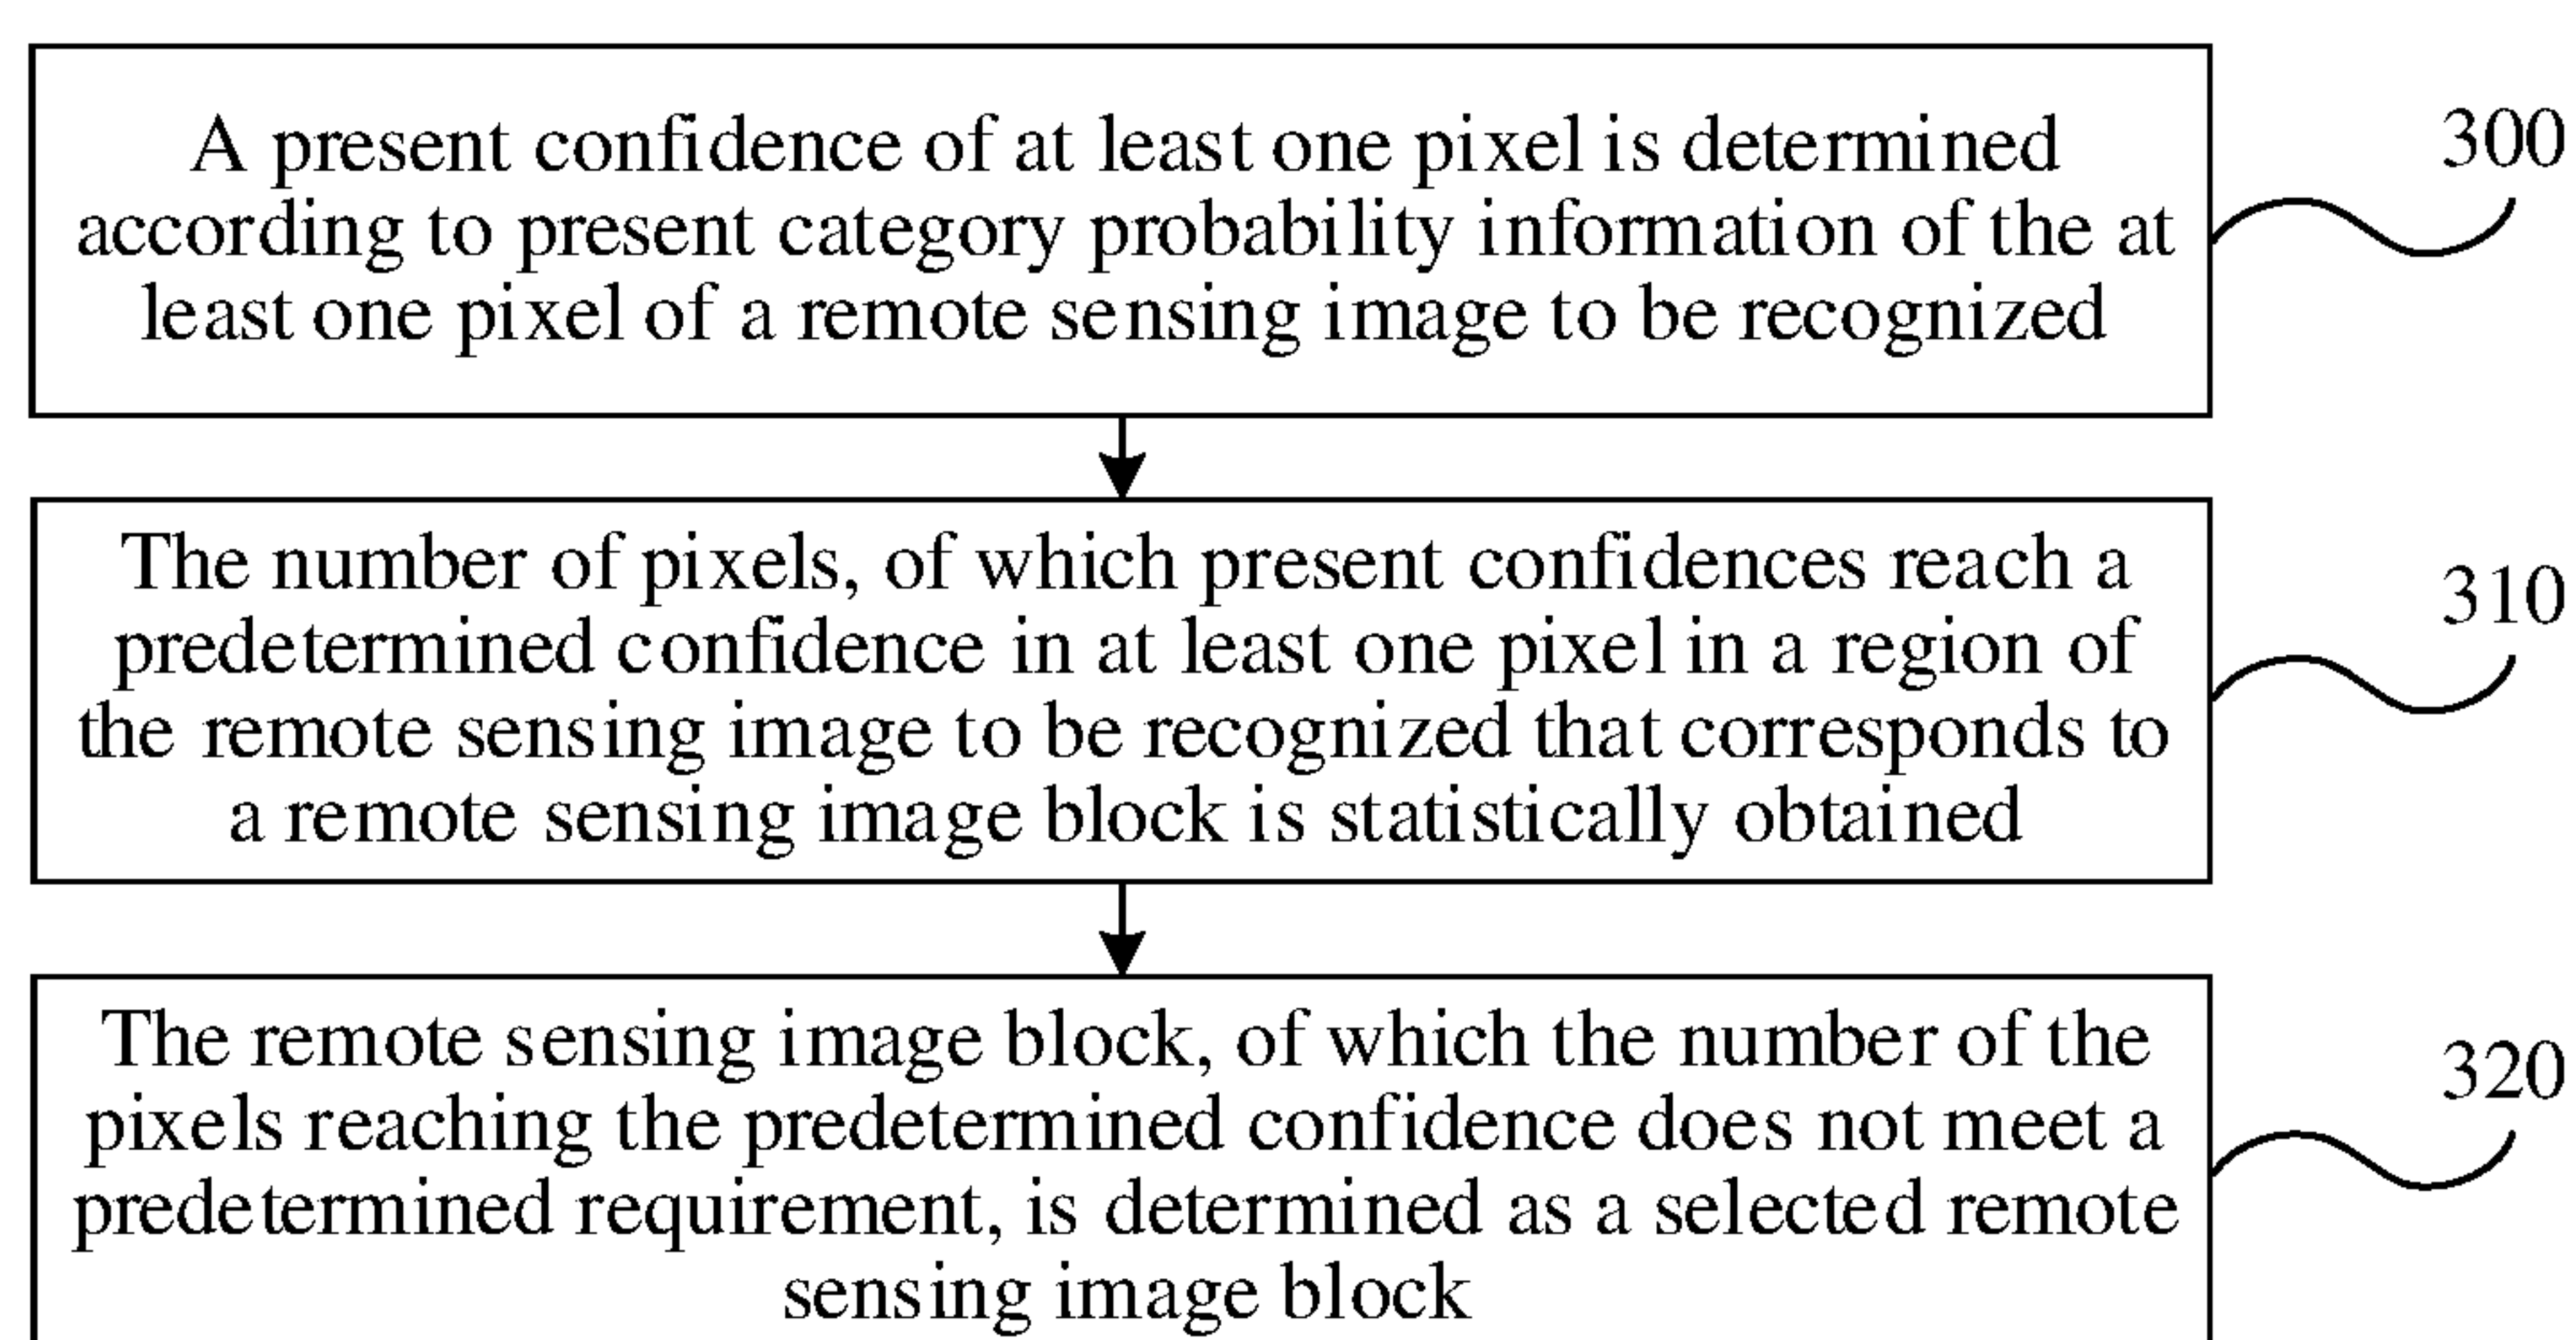 A present confidence of at least one pixel is determined
according to present category probability information of the at
least one pixel of a remote sensing image to be recognized
300
The number of pixels, of which present confidences reach a
predetermined confidence in at least one pixel in a region of
the remote sensing image to be recognized that corresponds to
a remote sensing image block is statistically obtained
310
The remote sensing image block, of which the number of the
pixels reaching the predetermined confidence does not meet a
predetermined requirement, is determined as a selected remote
sensing image block
320